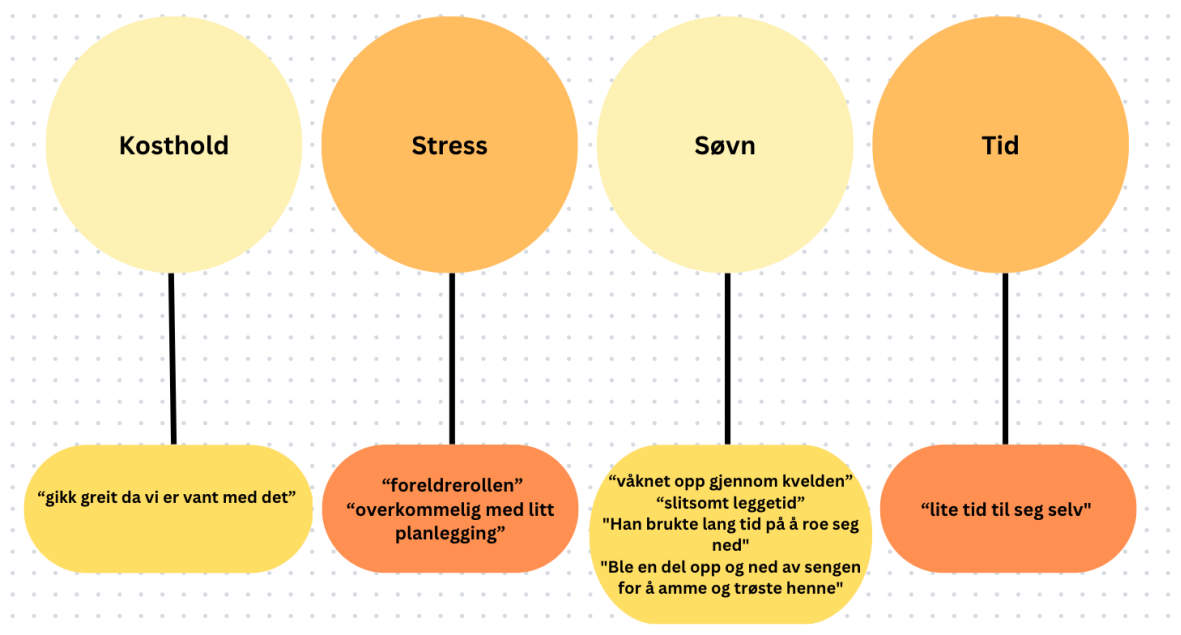 Kosthold
Stress
Søvn
Tid
“gikk greit da vi er vant med det”
“foreldrerollen”
“overkommelig med litt
planlegging”
“våknet opp gjennom kvelden”
“slitsomt leggetid”
"Han brukte lang tid på å roe seg
ned"
"Ble en del opp og ned av sengen
for å amme og trøste henne"
“lite tid til seg selv"